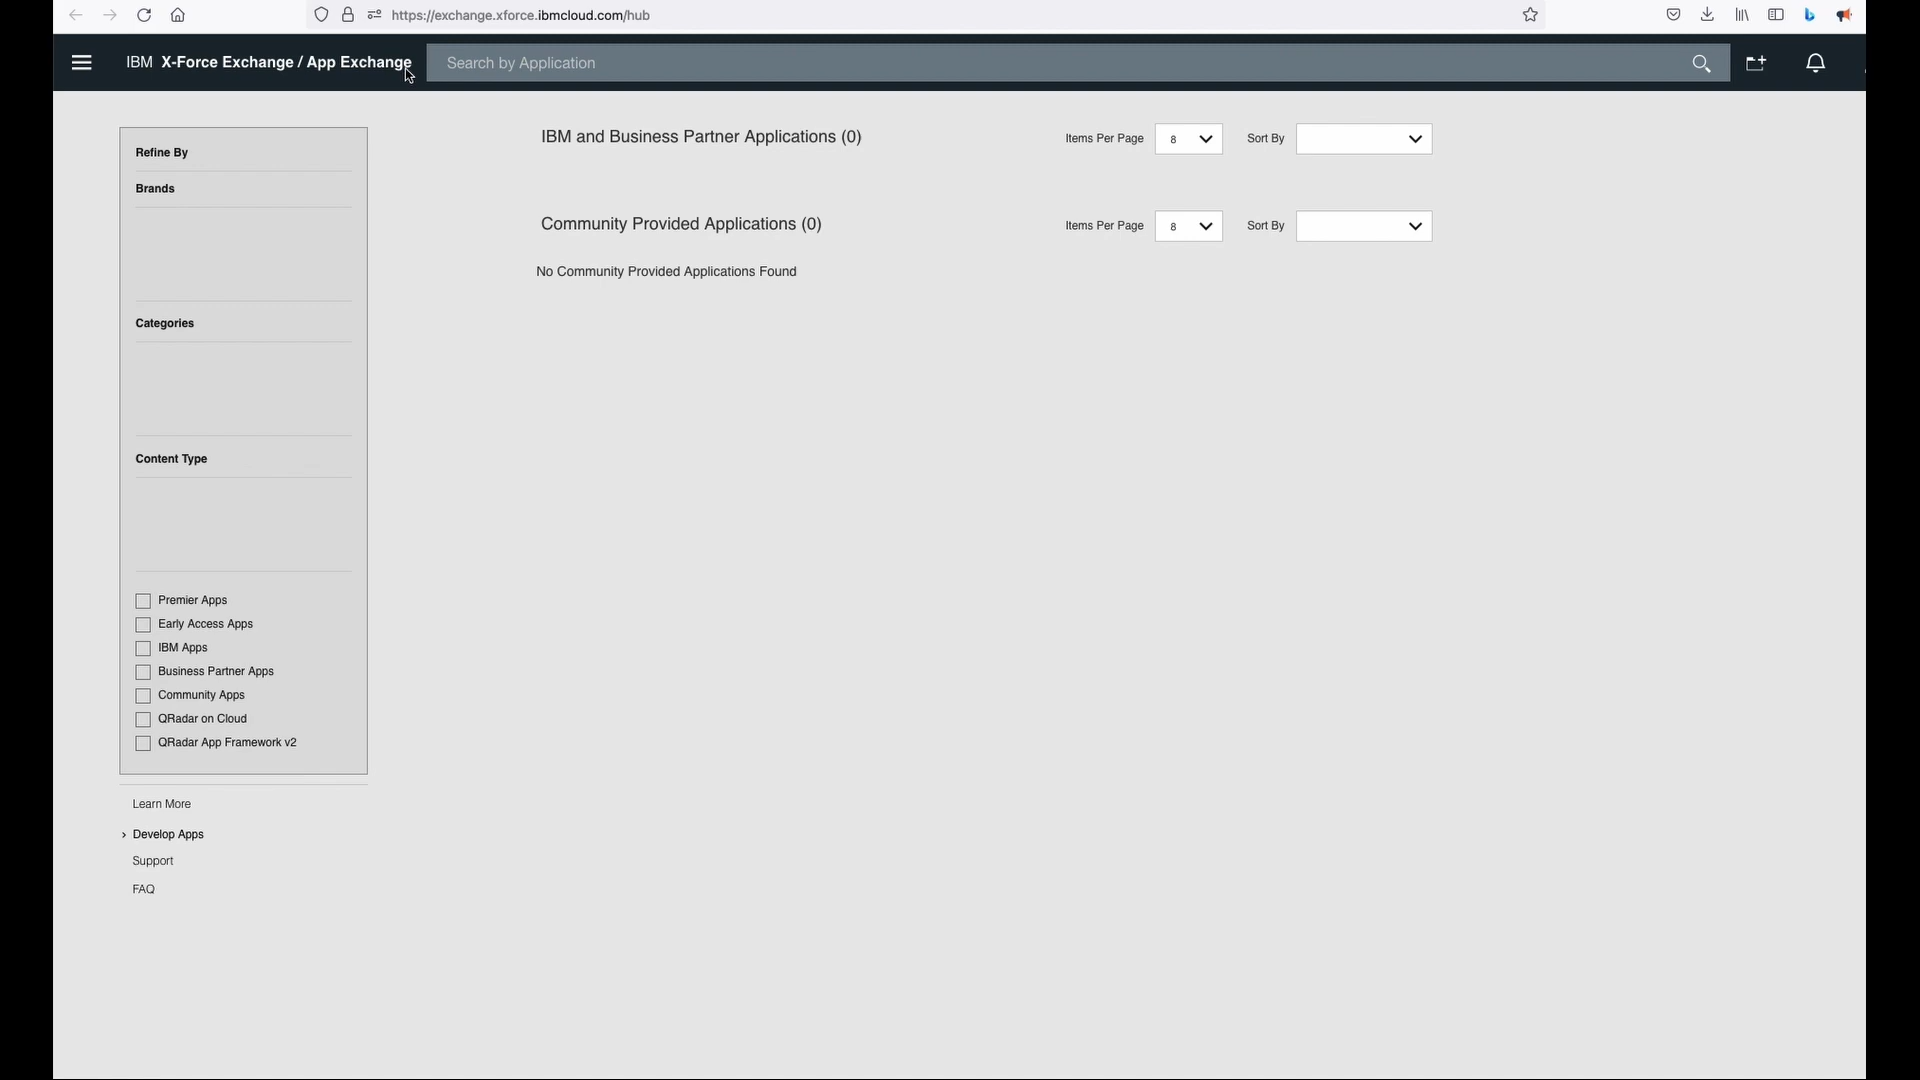 https://exchange.xforce.ibmcloud.com/hub
IBM X-Force Exchange / App Exchange
Search by Application
Refine By
Brands
Categories
Content Type
Premier Apps
Early Access Apps
IBM Apps
Business Partner Apps
Community Apps
QRadar on Cloud
QRadar App Framework v2
Learn More
Develop Apps
Support
FAQ
IBM and Business Partner Applications (0)
Items Per Page 8 Sort By
Community Provided Applications (0)
Items Per Page 8 Sort By
No Community Provided Applications Found